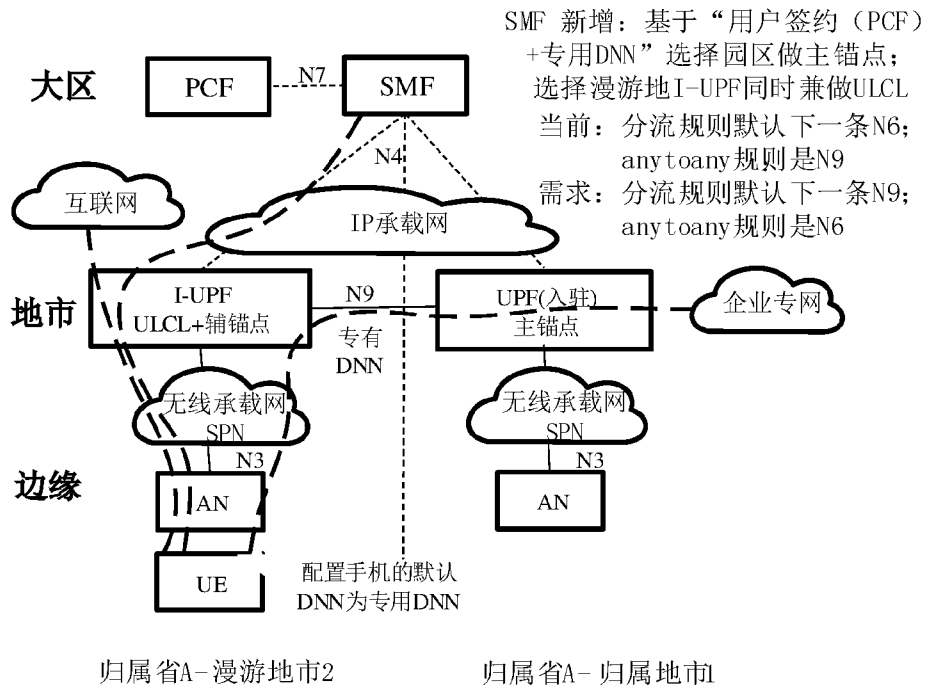 SMF 新增：基于“用户签约（PCF）
+专用DNN”选择园区做主锚点；
选择漫游地I-UPF同时兼做ULCL
当前：分流规则默认下一条N6；
anytoany规则是N9
需求：分流规则默认下一条N9；
anytoany规则是N6
大区
PCF
N7
SMF
N4
互联网
IP承载网
地市
I-UPF
ULCL+辅锚点
N9
专有
DNN
UPF(入驻)
主锚点
企业专网
无线承载网
SPN
无线承载网
SPN
边缘
N3
AN
N3
AN
UE
配置手机的默认
DNN为专用DNN
归属省A-漫游地市2
归属省A-归属地市1